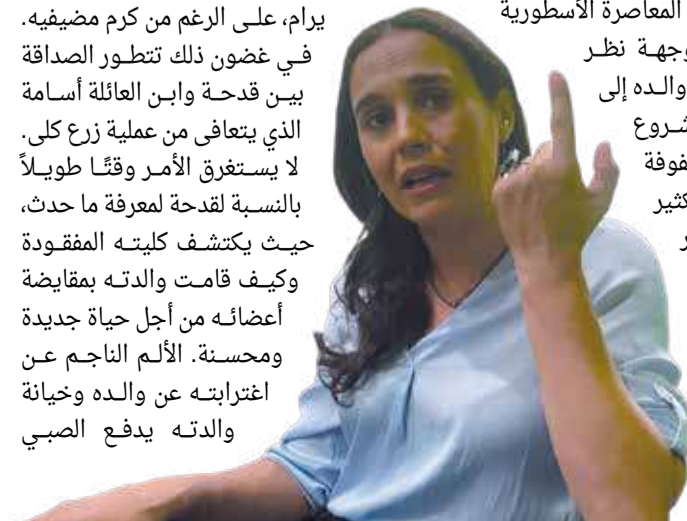 المعاصرة الأسطورية
وجهة نظر
والده إلى
كثير
يرام، على الرغم من كرم مضيفيه.
في غضون ذلك تتطور الصداقة
بين قدحة وابن العائلة أسامة
الذي يتعافى من عملية زرع كلى.
لا يستغرق الأمر وقتًا طويلاً
بالنسبة لقدحة لمعرفة ما حدث،
حيث يكتشف كليته المفقودة
وكيف قامت والدته بمقايضة
أعضائه من أجل حياة جديدة
ومحسنة. الألم الناجم عن
اغترابته عن والده وخيانة
والدته يدفع الصبي